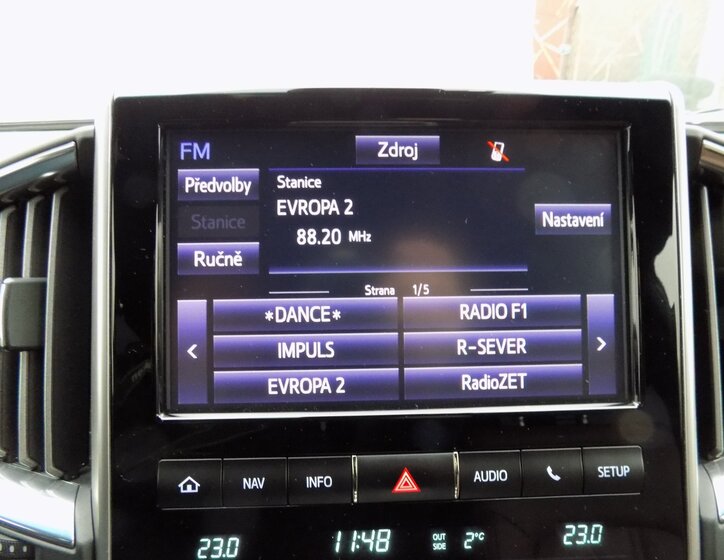 FM
Zdroj
Předvolby
Stanice
Ručně
Stanice
EVROPA 2
88.20 MHz
Nastavení
Strana 1/5
*DANCE*
RADIO F1
<
IMPULS
R-SEVER
>
EVROPA 2
RadioZET
NAV
INFO
AUDIO
SETUP
23.0
11:48
OUT SIDE
2°C
23.0